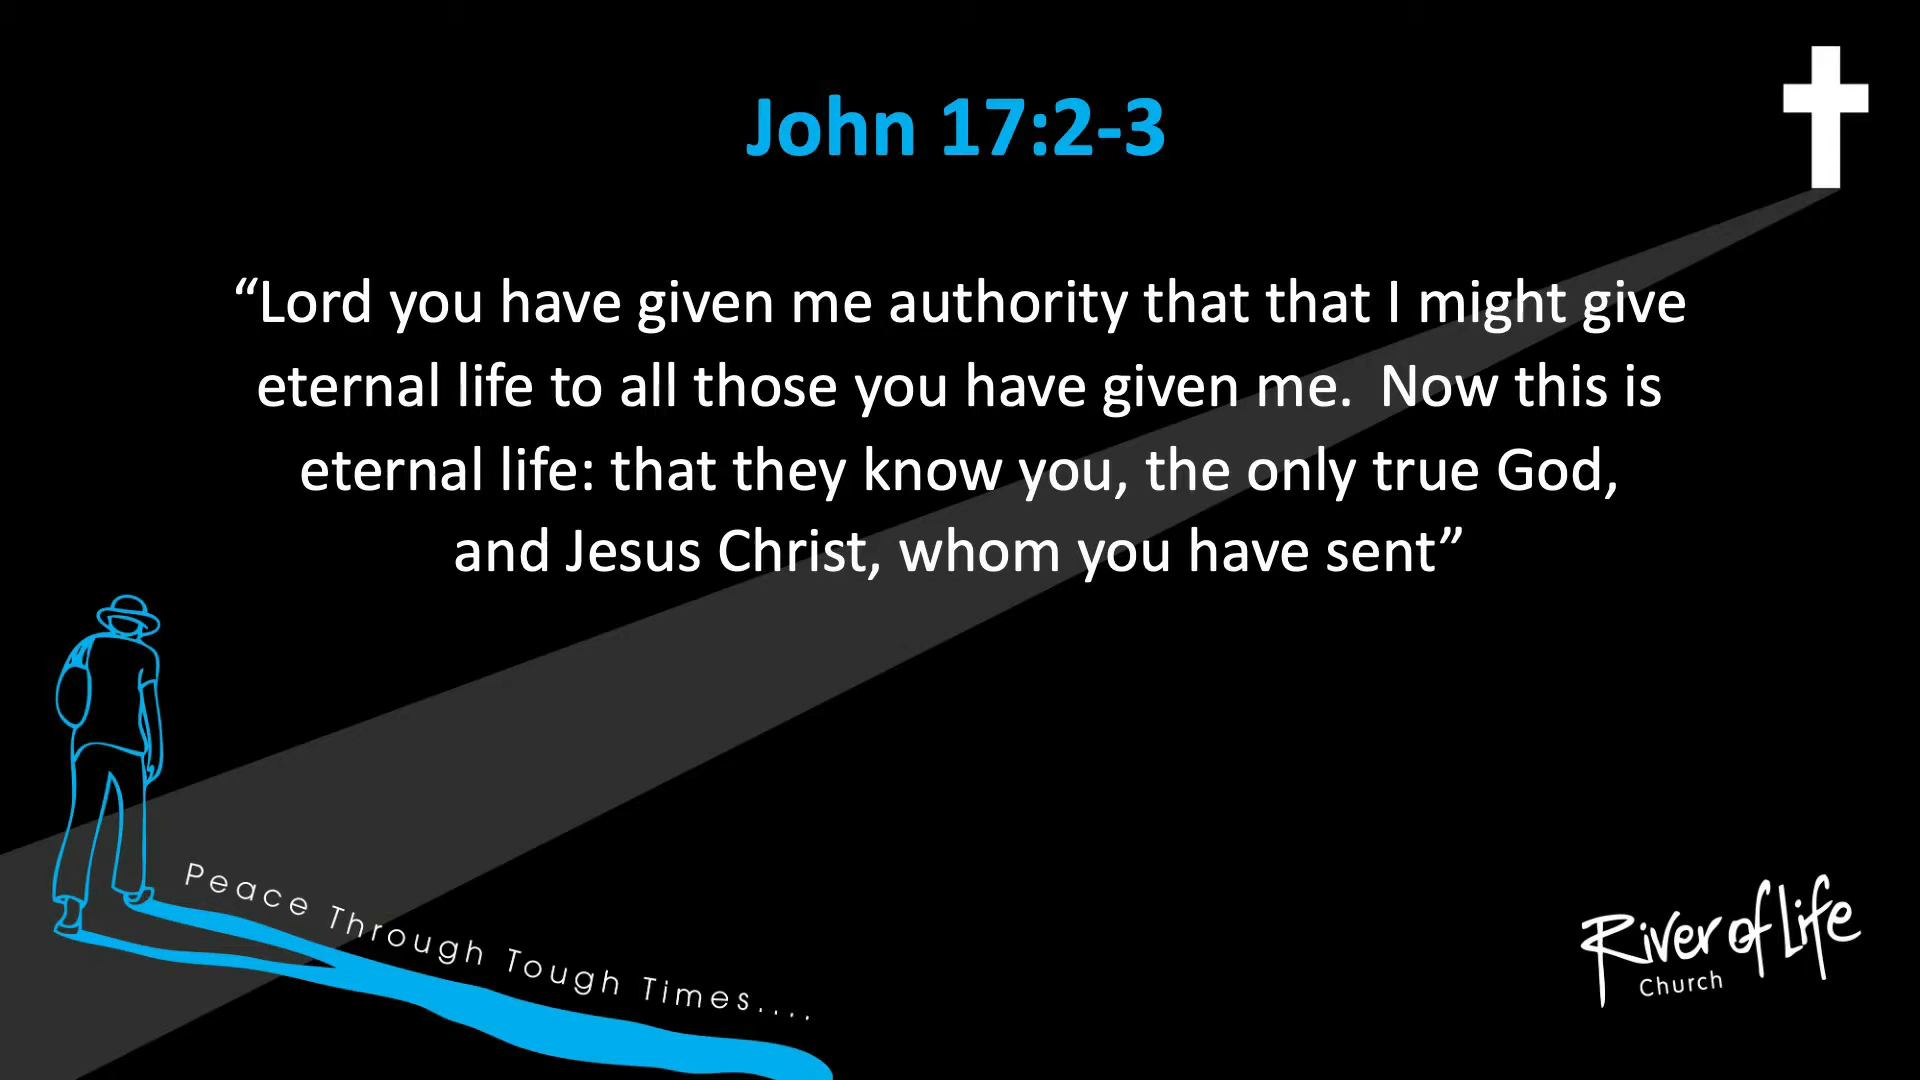 John 17:2-3
“Lord you have given me authority that that I might give
eternal life to all those you have given me.  Now this is
eternal life: that they know you, the only true God,
and Jesus Christ, whom you have sent”
Peace Through Tough Times....
River of Life
Church